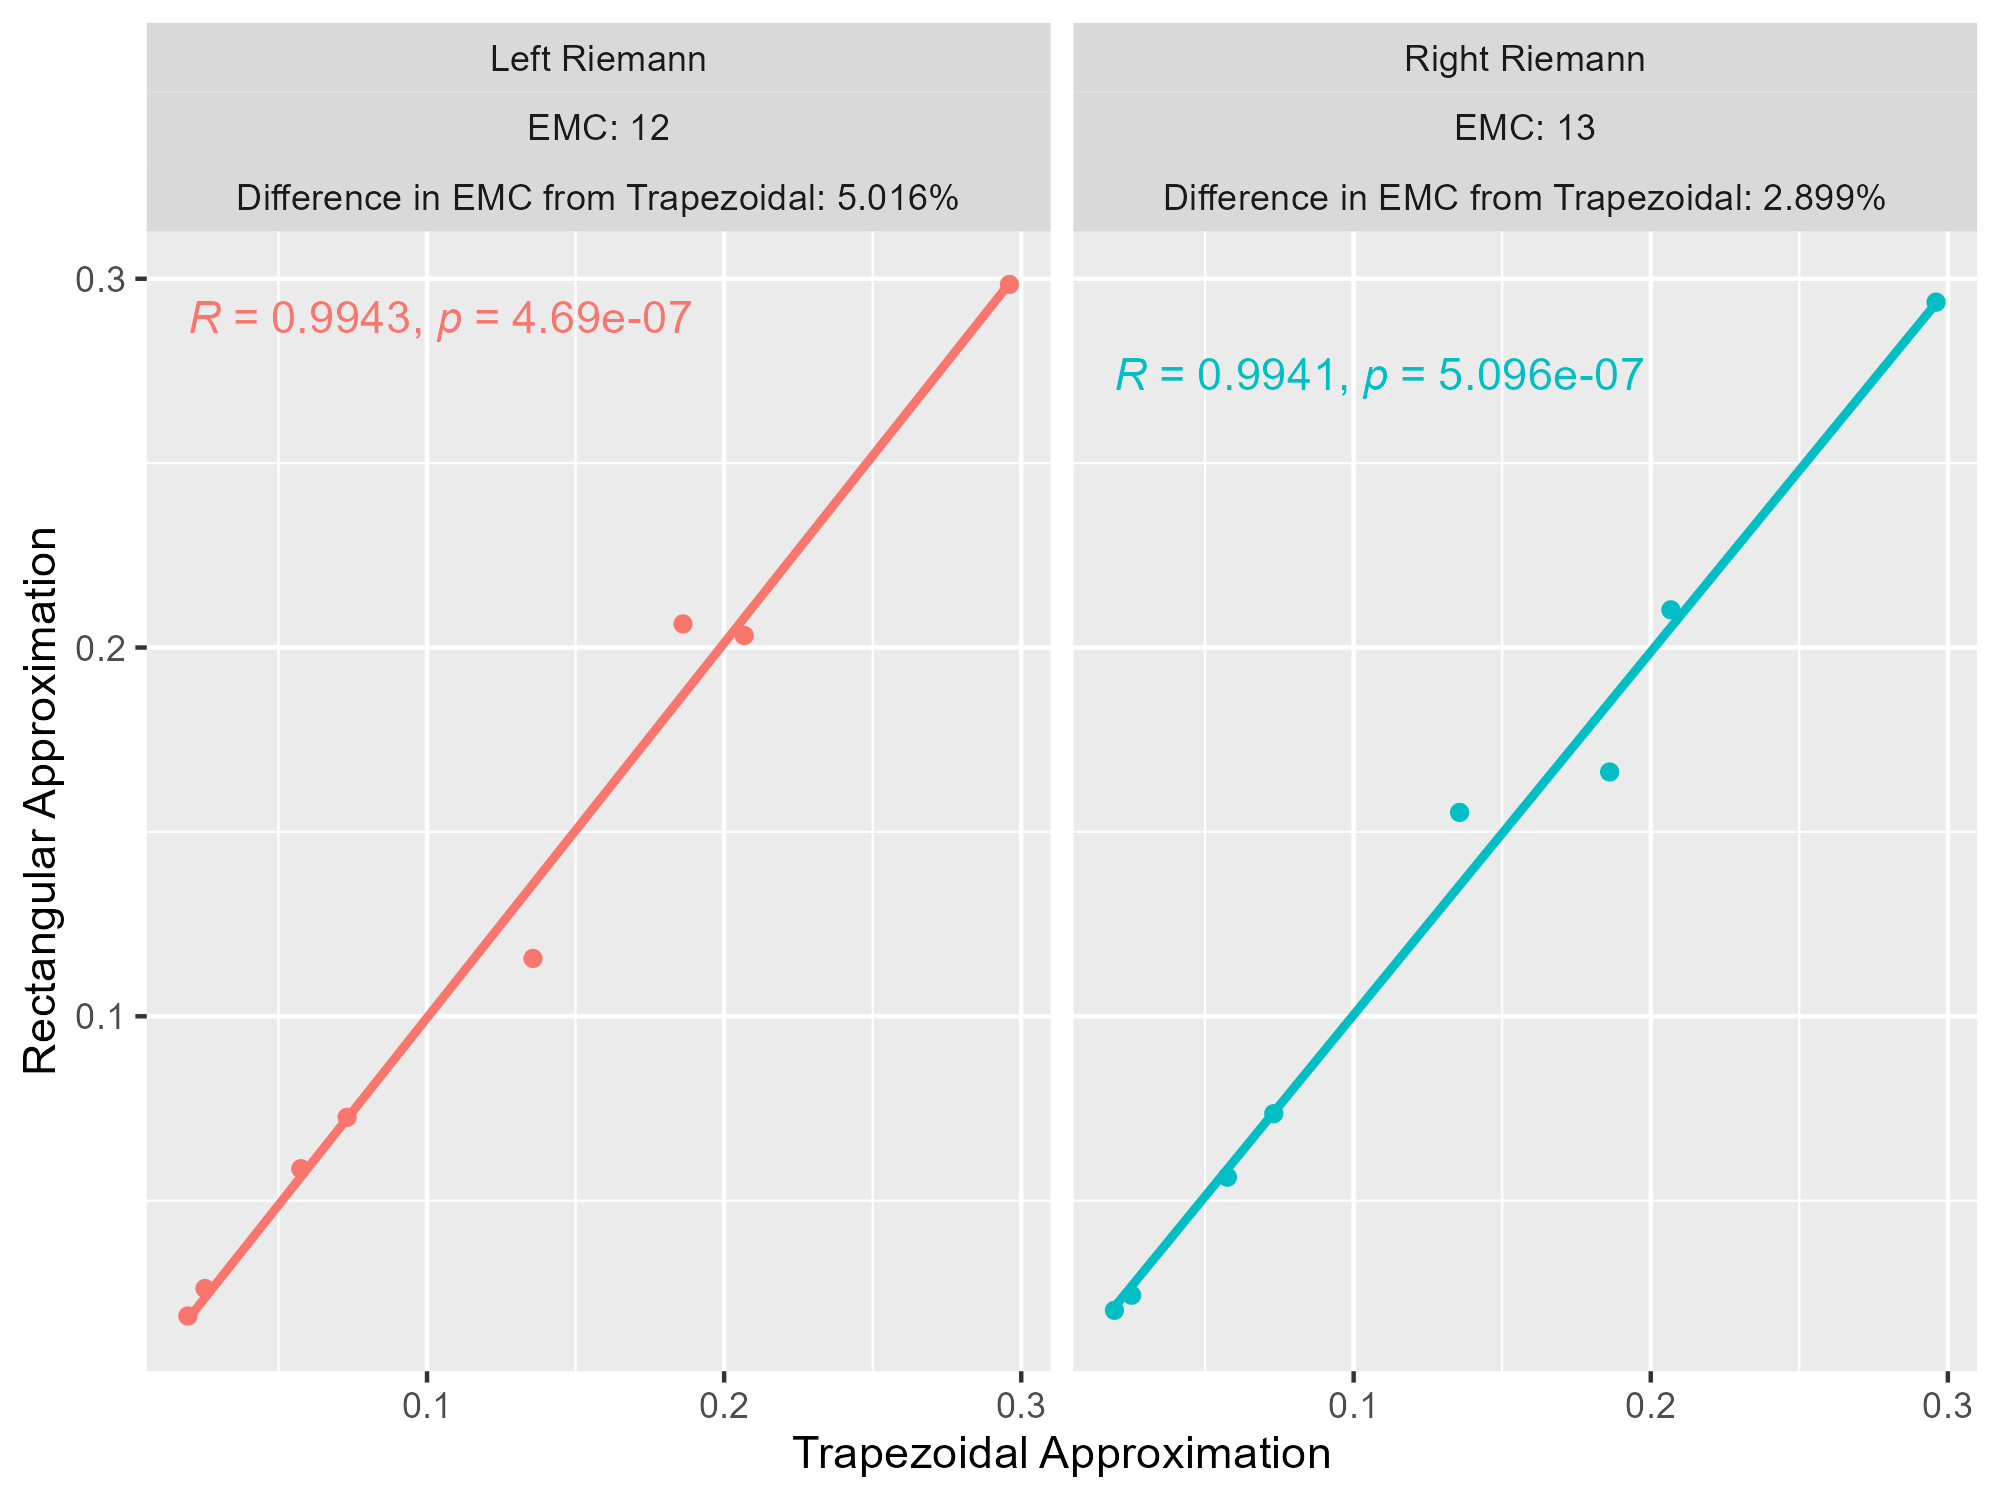 Left Riemann
EMC: 12
Difference in EMC from Trapezoidal: 5.016%
Right Riemann
EMC: 13
Difference in EMC from Trapezoidal: 2.899%
R = 0.9943, p = 4.69e-07
R = 0.9941, p = 5.096e-07
0.3
0.2
0.1
Rectangular Approximation
0.1
0.2
0.3
0.1
0.2
0.3
Trapezoidal Approximation